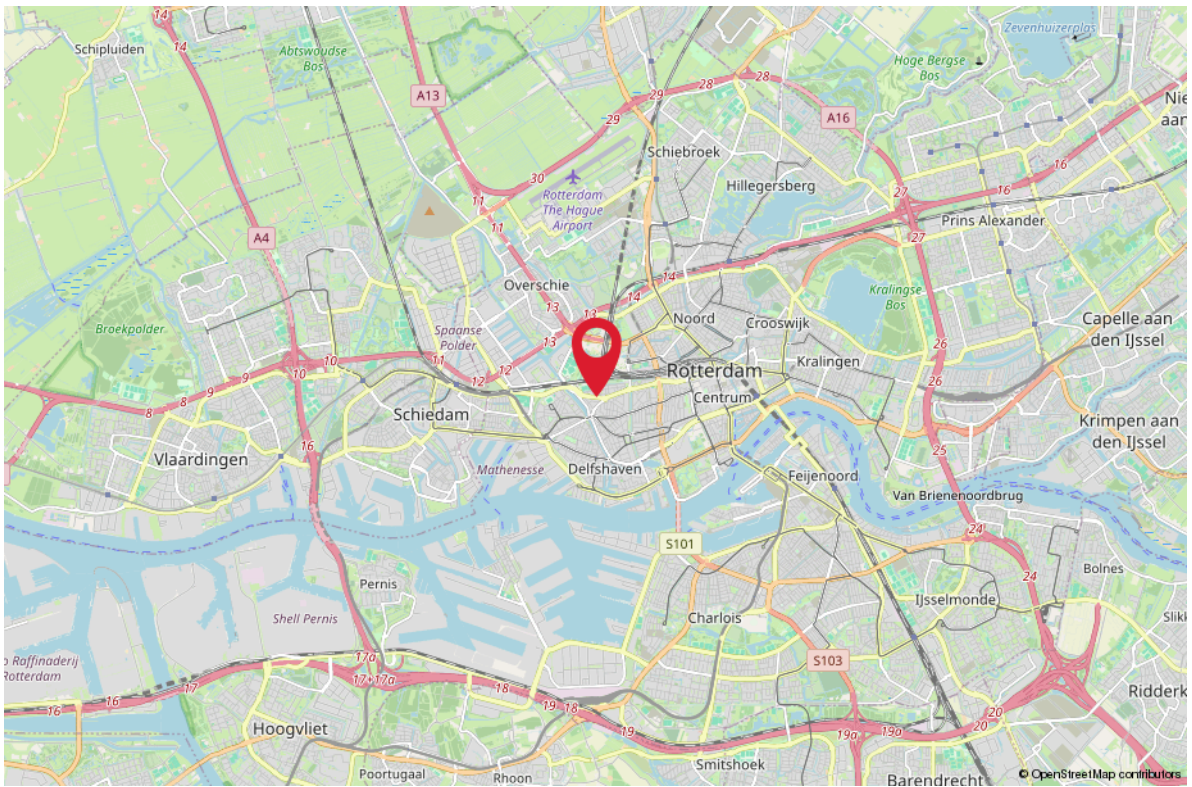 14
Schipluiden
14
Abtswoudse
Bos
A13
29
28
28
29
Hoge Bergse
Bos
Zevenhuizerplas
Nie
aan
A16
Schiebroek
16
30
Rotterdam
The Hague
Airport
Hillegersberg
27
16
11
11
Prins Alexander
27
A4
Overschie
14
14
13
13
13
Kralingse
Bos
Broekpolder
Spaanse
Polder
Noord
Crooswijk
Capelle aan
den IJssel
10
10
11
12
12
26
26
9
9
8
8
Rotterdam
Kralingen
Centrum
Schiedam
Krimpen aan
den IJssel
16
25
Vlaardingen
Mathenesse
Delfshaven
Feijenoord
Van Brienenoordbrug
24
S101
24
Bolnes
Pernis
IJsselmonde
Shell Pernis
Charlois
Slikk
o Raffinaderij
Rotterdam
17a
17+17a
S103
16
16
17
18
18
19
19
19a
19a
20
20
Ridderk
Hoogvliet
Smitshoek
Poortugaal
Rhoon
Barendrecht
© OpenStreetMap contributors